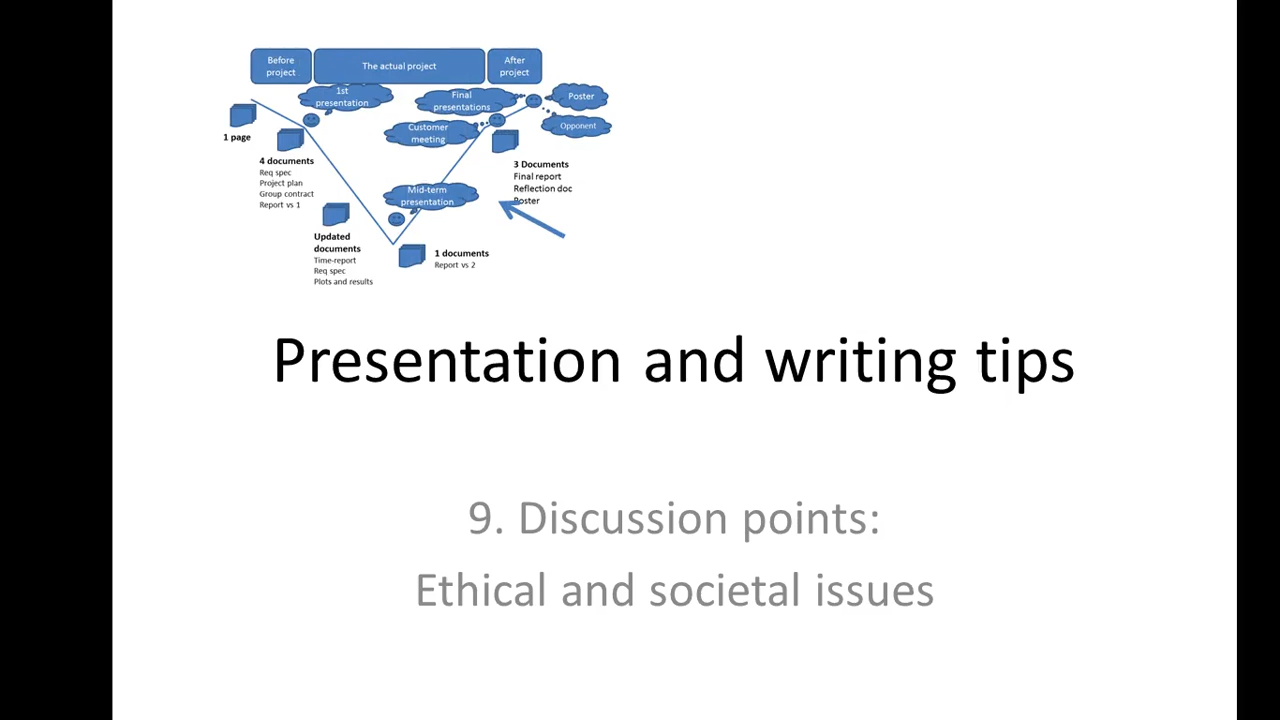 Before
project
The actual project
After
project
1st
presentation
Final
presentations
Poster
Customer
meeting
Opponent
1 page
4 documents
Req spec
Project plan
Group contract
Report vs 1
3 Documents
Final report
Reflection doc
Poster
Mid-term
presentation
Updated
documents
Time-report
Req spec
Plots and results
1 documents
Report vs 2
Presentation and writing tips
9. Discussion points:
Ethical and societal issues